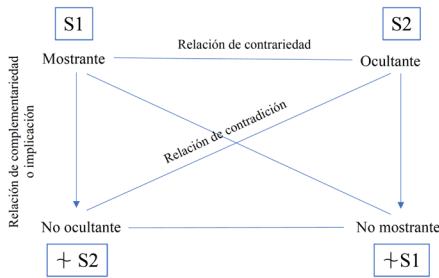 S1
S2
Relación de contrariedad
Mostrante
Ocultante
Relación de complementariedad
o implicación
Relación de contradición
No ocultante
No mostrante
∼ S2
∼S1